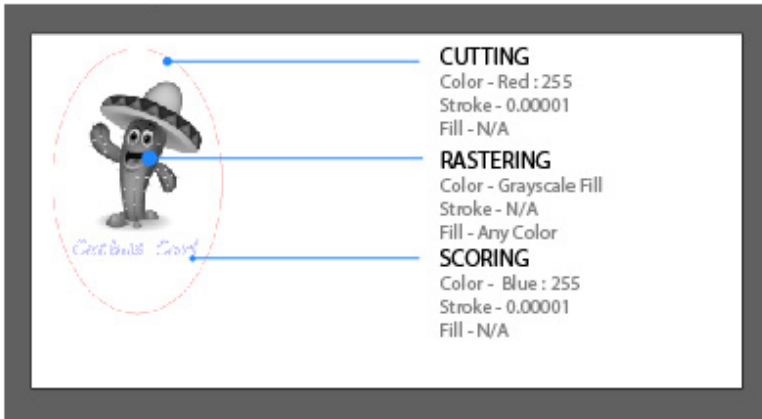 CUTTING
Color - Red : 255
Stroke - 0.00001
Fill - N/A
RASTERING
Color - Grayscale Fill
Stroke - N/A
Fill - Any Color
SCORING
Color - Blue : 255
Stroke - 0.00001
Fill - N/A